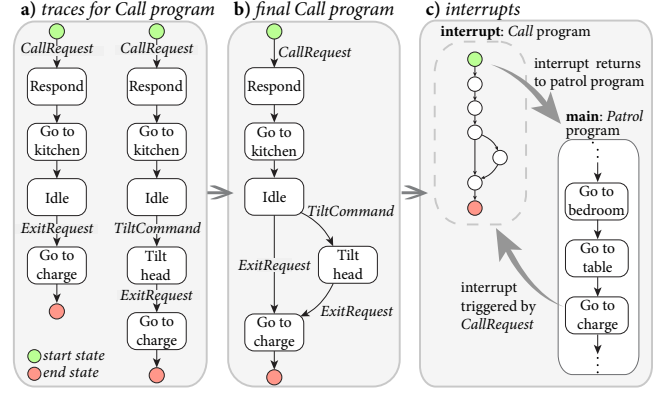 a) traces for Call program
CallRequest
Respond
Go to
kitchen
Idle
ExitRequest
Go to
charge
CallRequest
Respond
Go to
kitchen
Idle
TiltCommand
Tilt
head
ExitRequest
Go to
charge
start state
end state
b) final Call program
CallRequest
Respond
Go to
kitchen
Idle
TiltCommand
Tilt
head
ExitRequest
ExitRequest
Go to
charge
c) interrupts
interrupt: Call program
interrupt returns
to patrol program
main: Patrol
program
Go to
bedroom
Go to
table
Go to
charge
interrupt
triggered by
CallRequest